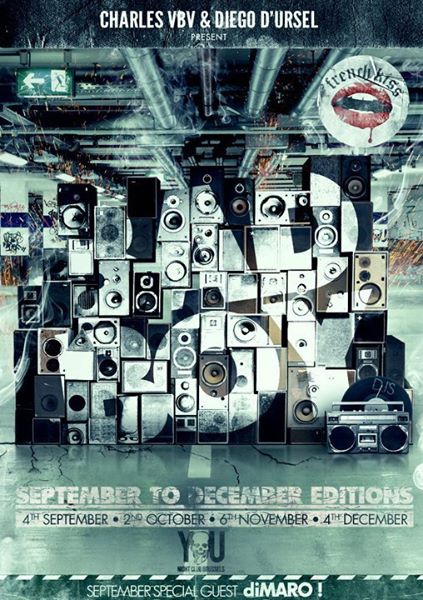 CHARLES VBV & DIEGO D'URSEL
PRESENT
french kiss
DJ'S
SEPTEMBER TO DECEMBER EDITIONS
4TH SEPTEMBER • 2ND OCTOBER • 6TH NOVEMBER • 4TH DECEMBER
YOU
NIGHT CLUB BRUSSELS
SEPTEMBER SPECIAL GUEST diMARO !